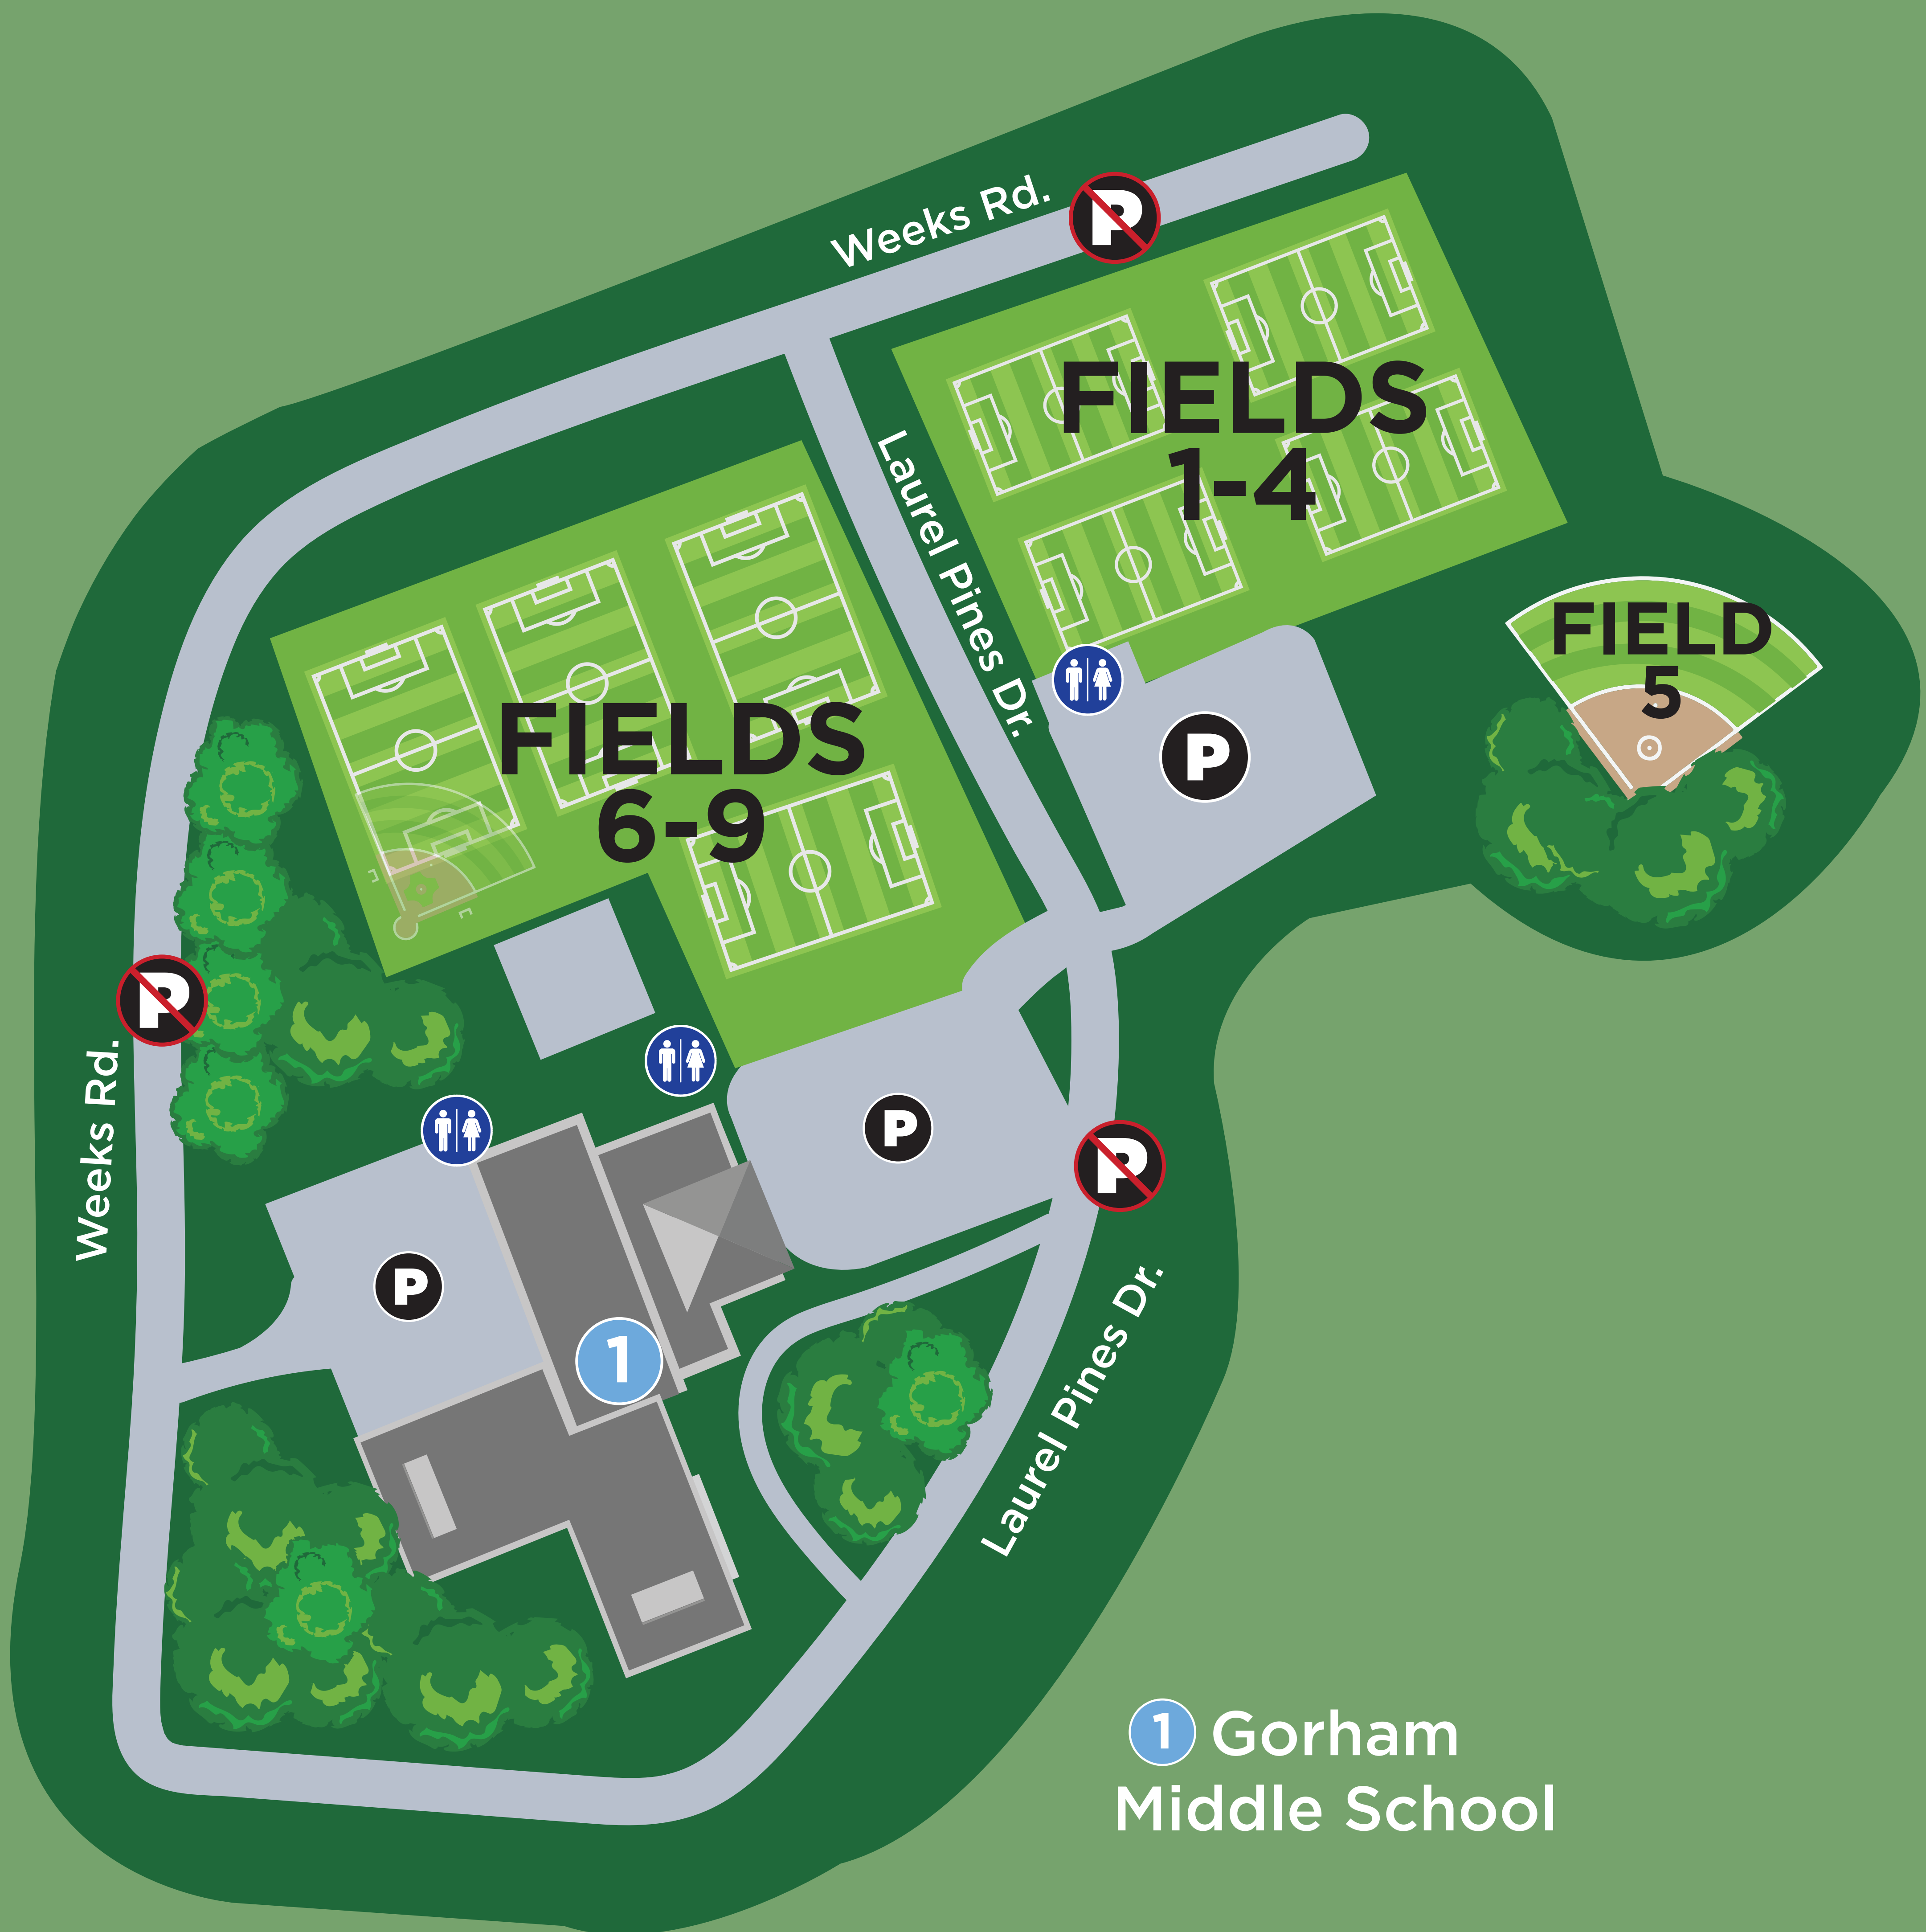 Weeks Rd.
P
FIELDS
1-4
Laurel Pines Dr.
FIELD
5
FIELDS
6-9
P
P
Weeks Rd.
P
P
P
1
Laurel Pines Dr.
1 Gorham
Middle School